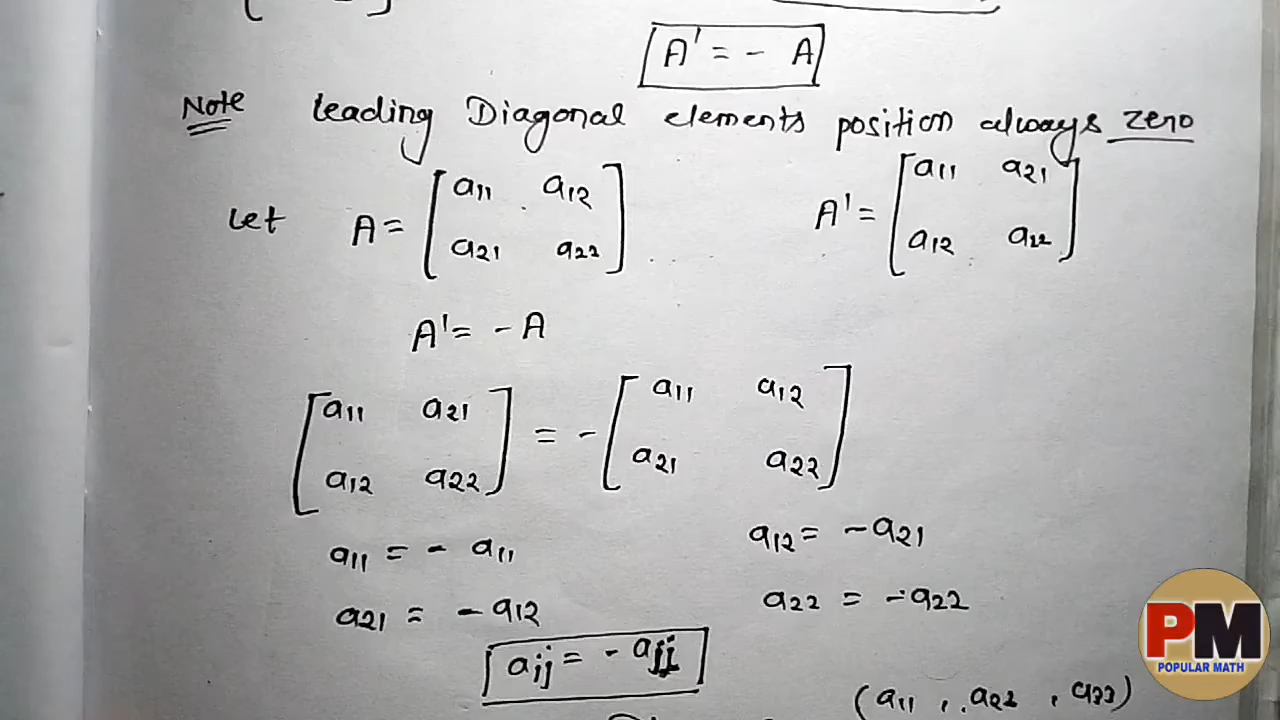 A' = - A
Note leading Diagonal elements position always zero
Let A = [a11 a12
a21 a22]
A' = [a11 a21
a12 a22]
A' = - A
[a11 a21
a12 a22] = - [a11 a12
a21 a22]
a11 = - a11
a12 = - a21
a21 = - a12
a22 = - a22
aij = - aji
(a11 , a22 , a33)
PM
POPULAR MATH